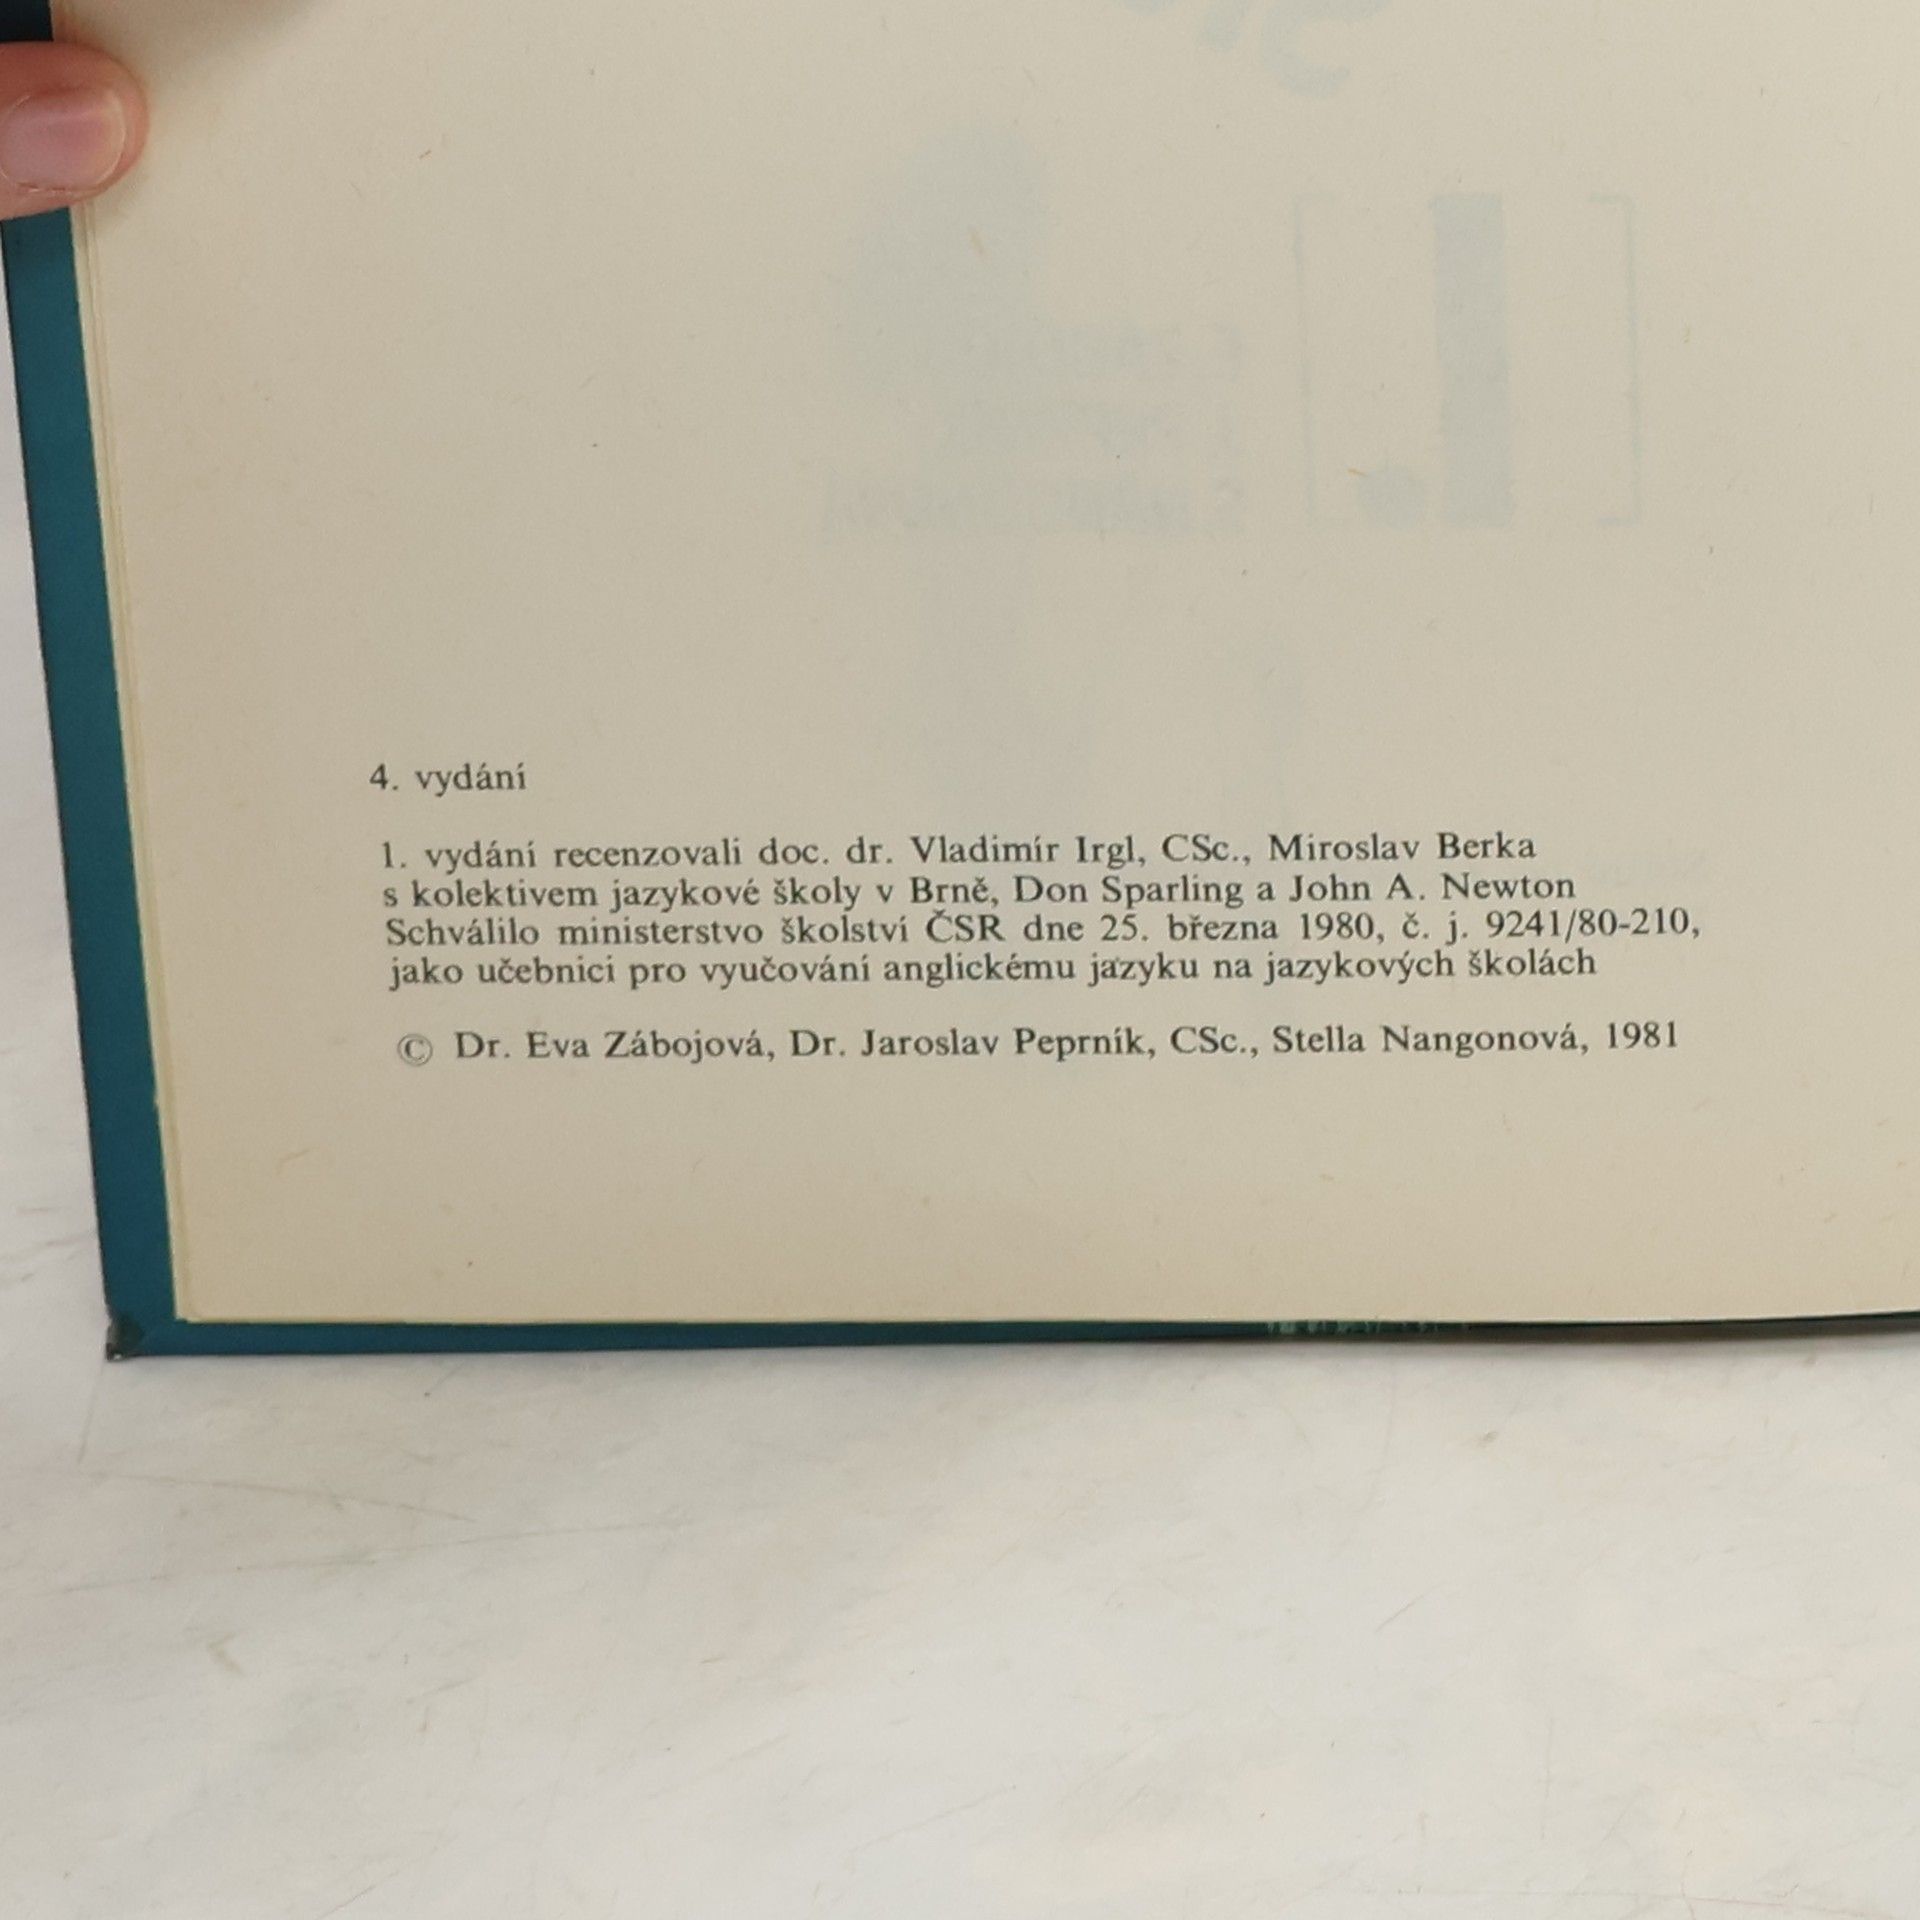 4. vydání
1. vydání recenzovali doc. dr. Vladimír Irgl, CSc., Miroslav Berka
s kolektivem jazykové školy v Brně, Don Sparling a John A. Newton
Schválilo ministerstvo školství ČSR dne 25. března 1980, č. j. 9241/80-210,
jako učebnici pro vyučování anglickému jazyku na jazykových školách
© Dr. Eva Zábojová, Dr. Jaroslav Peprník, CSc., Stella Nangonová, 1981